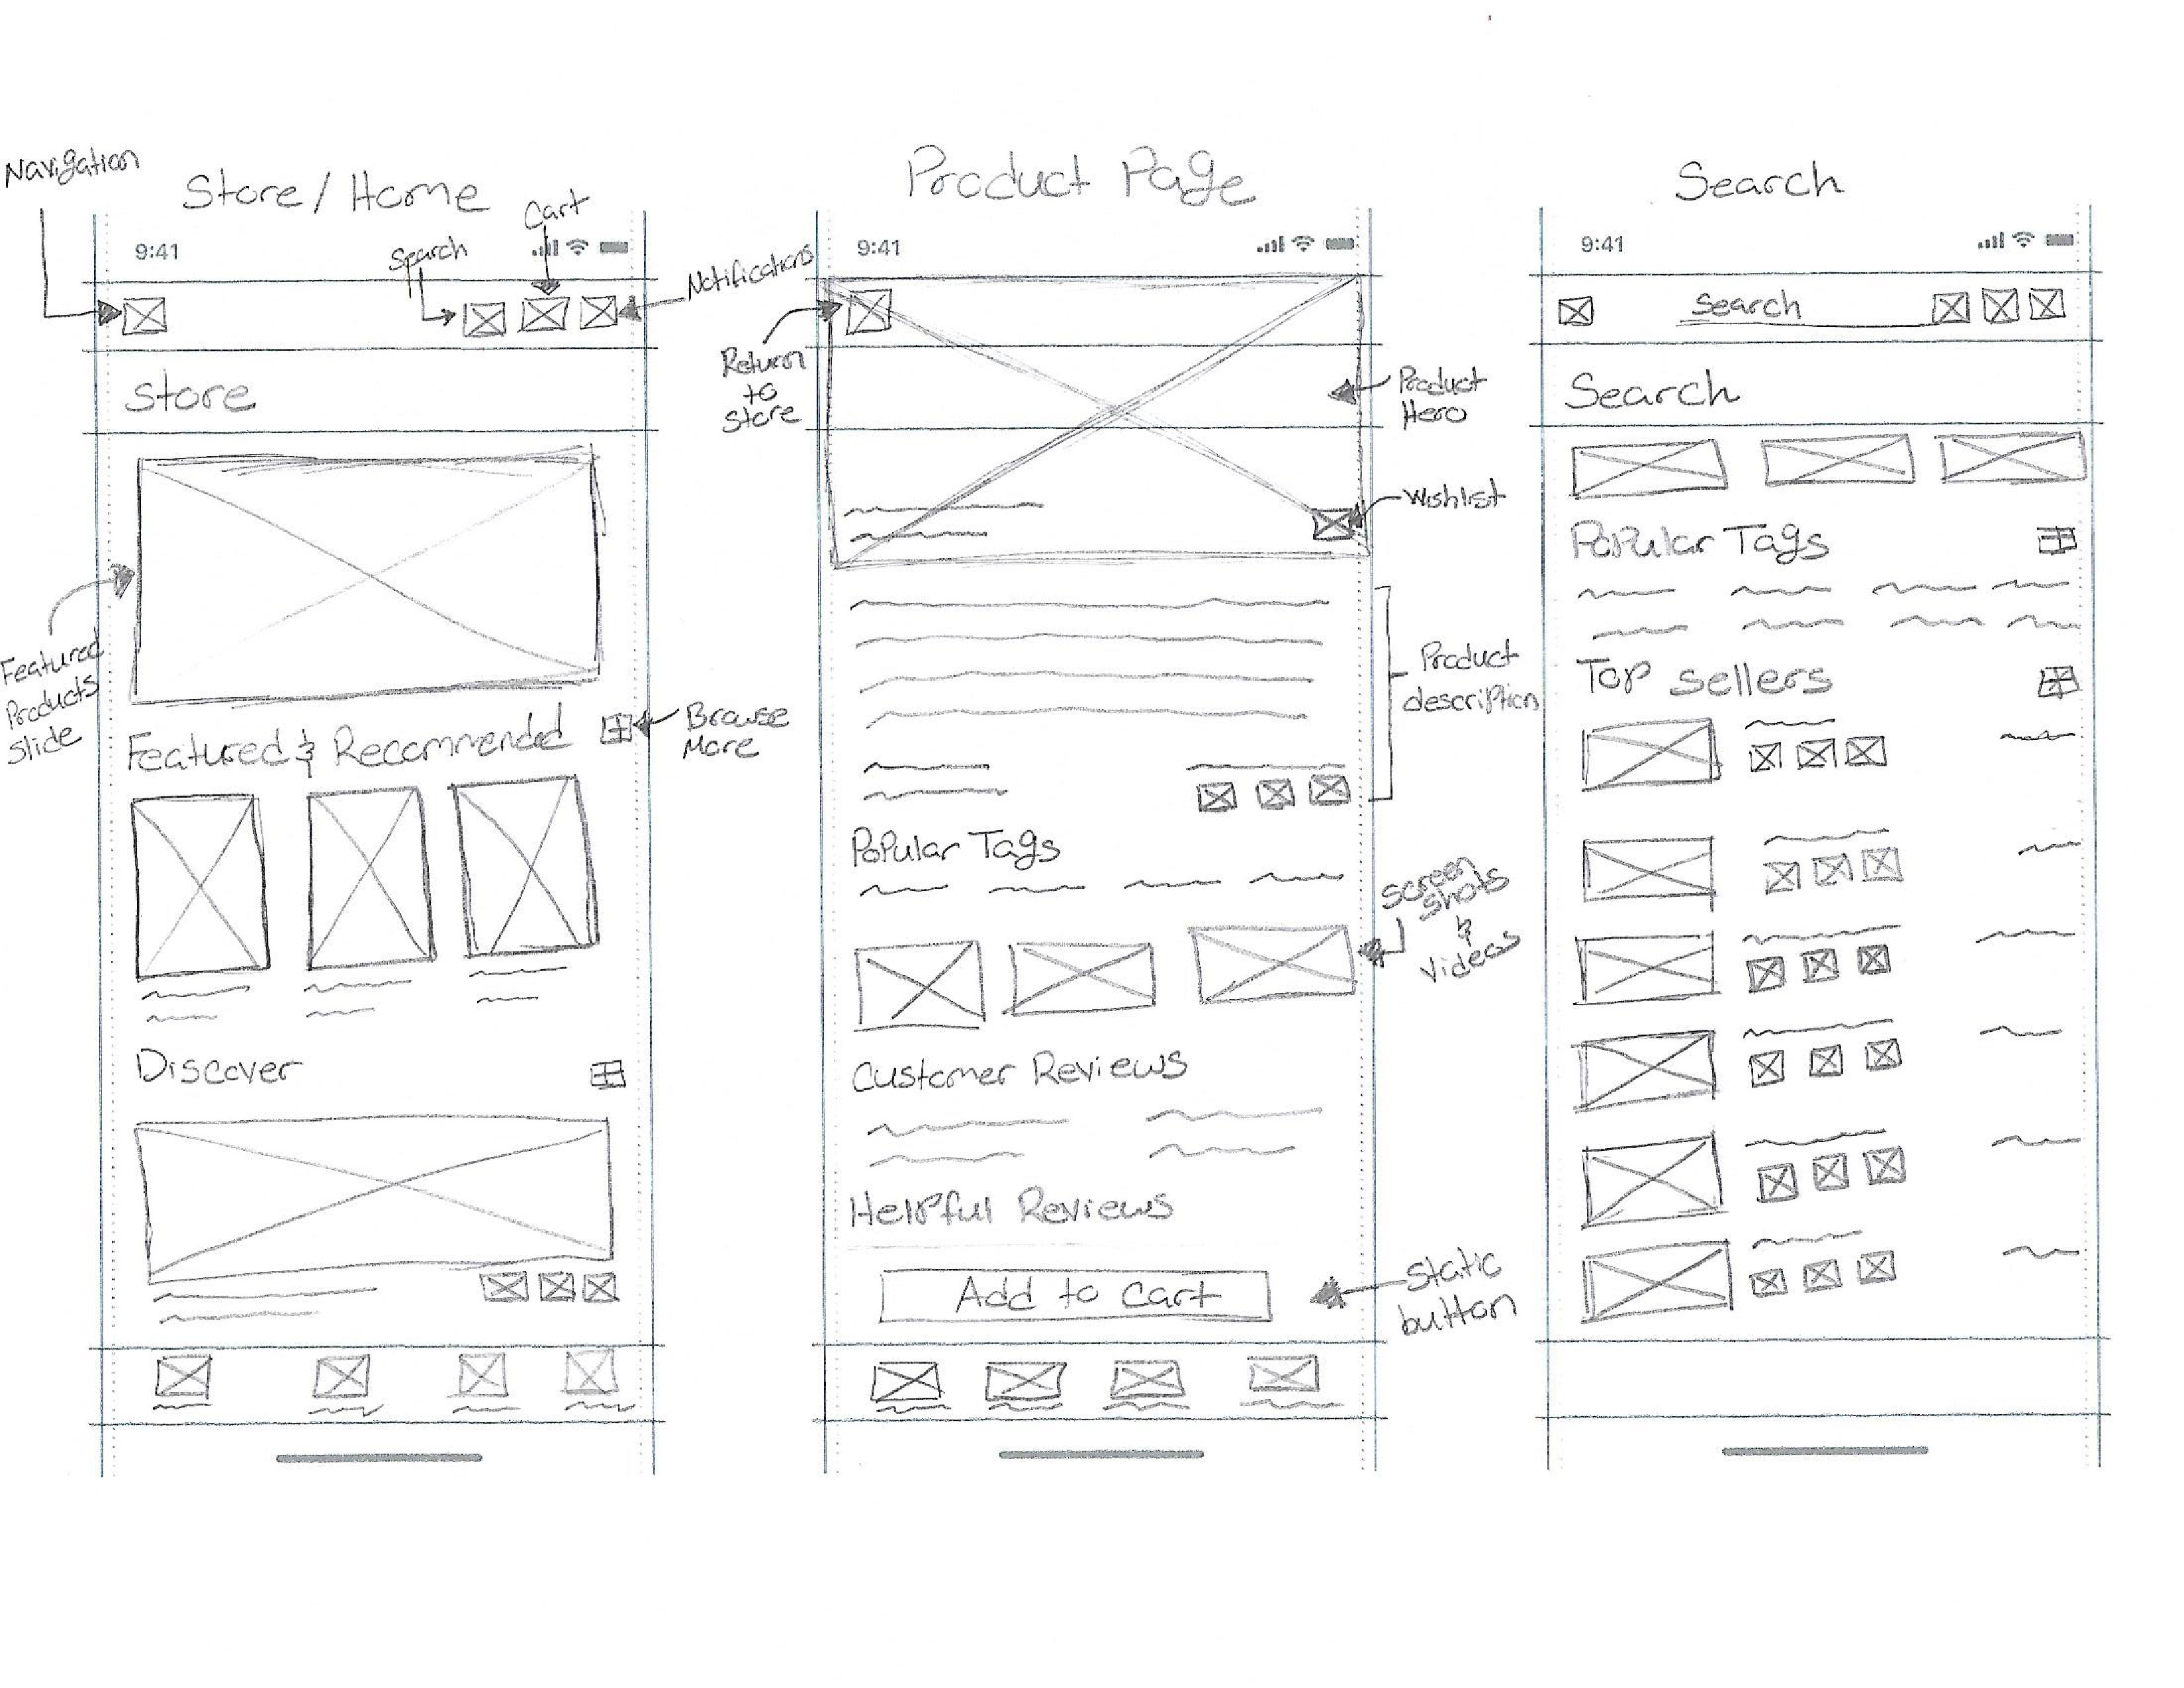 Navigation
Store / Home
Cart
Search
9:41
Notifications
Store
Featured
Products
Slide
Featured & Recommended
Browse
More
Discover
Product Page
9:41
Return
to
Store
Product
Hero
Wishlist
Product
description
Popular Tags
Screen
shots
&
Videos
Customer Reviews
Helpful Reviews
Add to Cart
Static
button
Search
9:41
Search
Search
Popular Tags
Top sellers